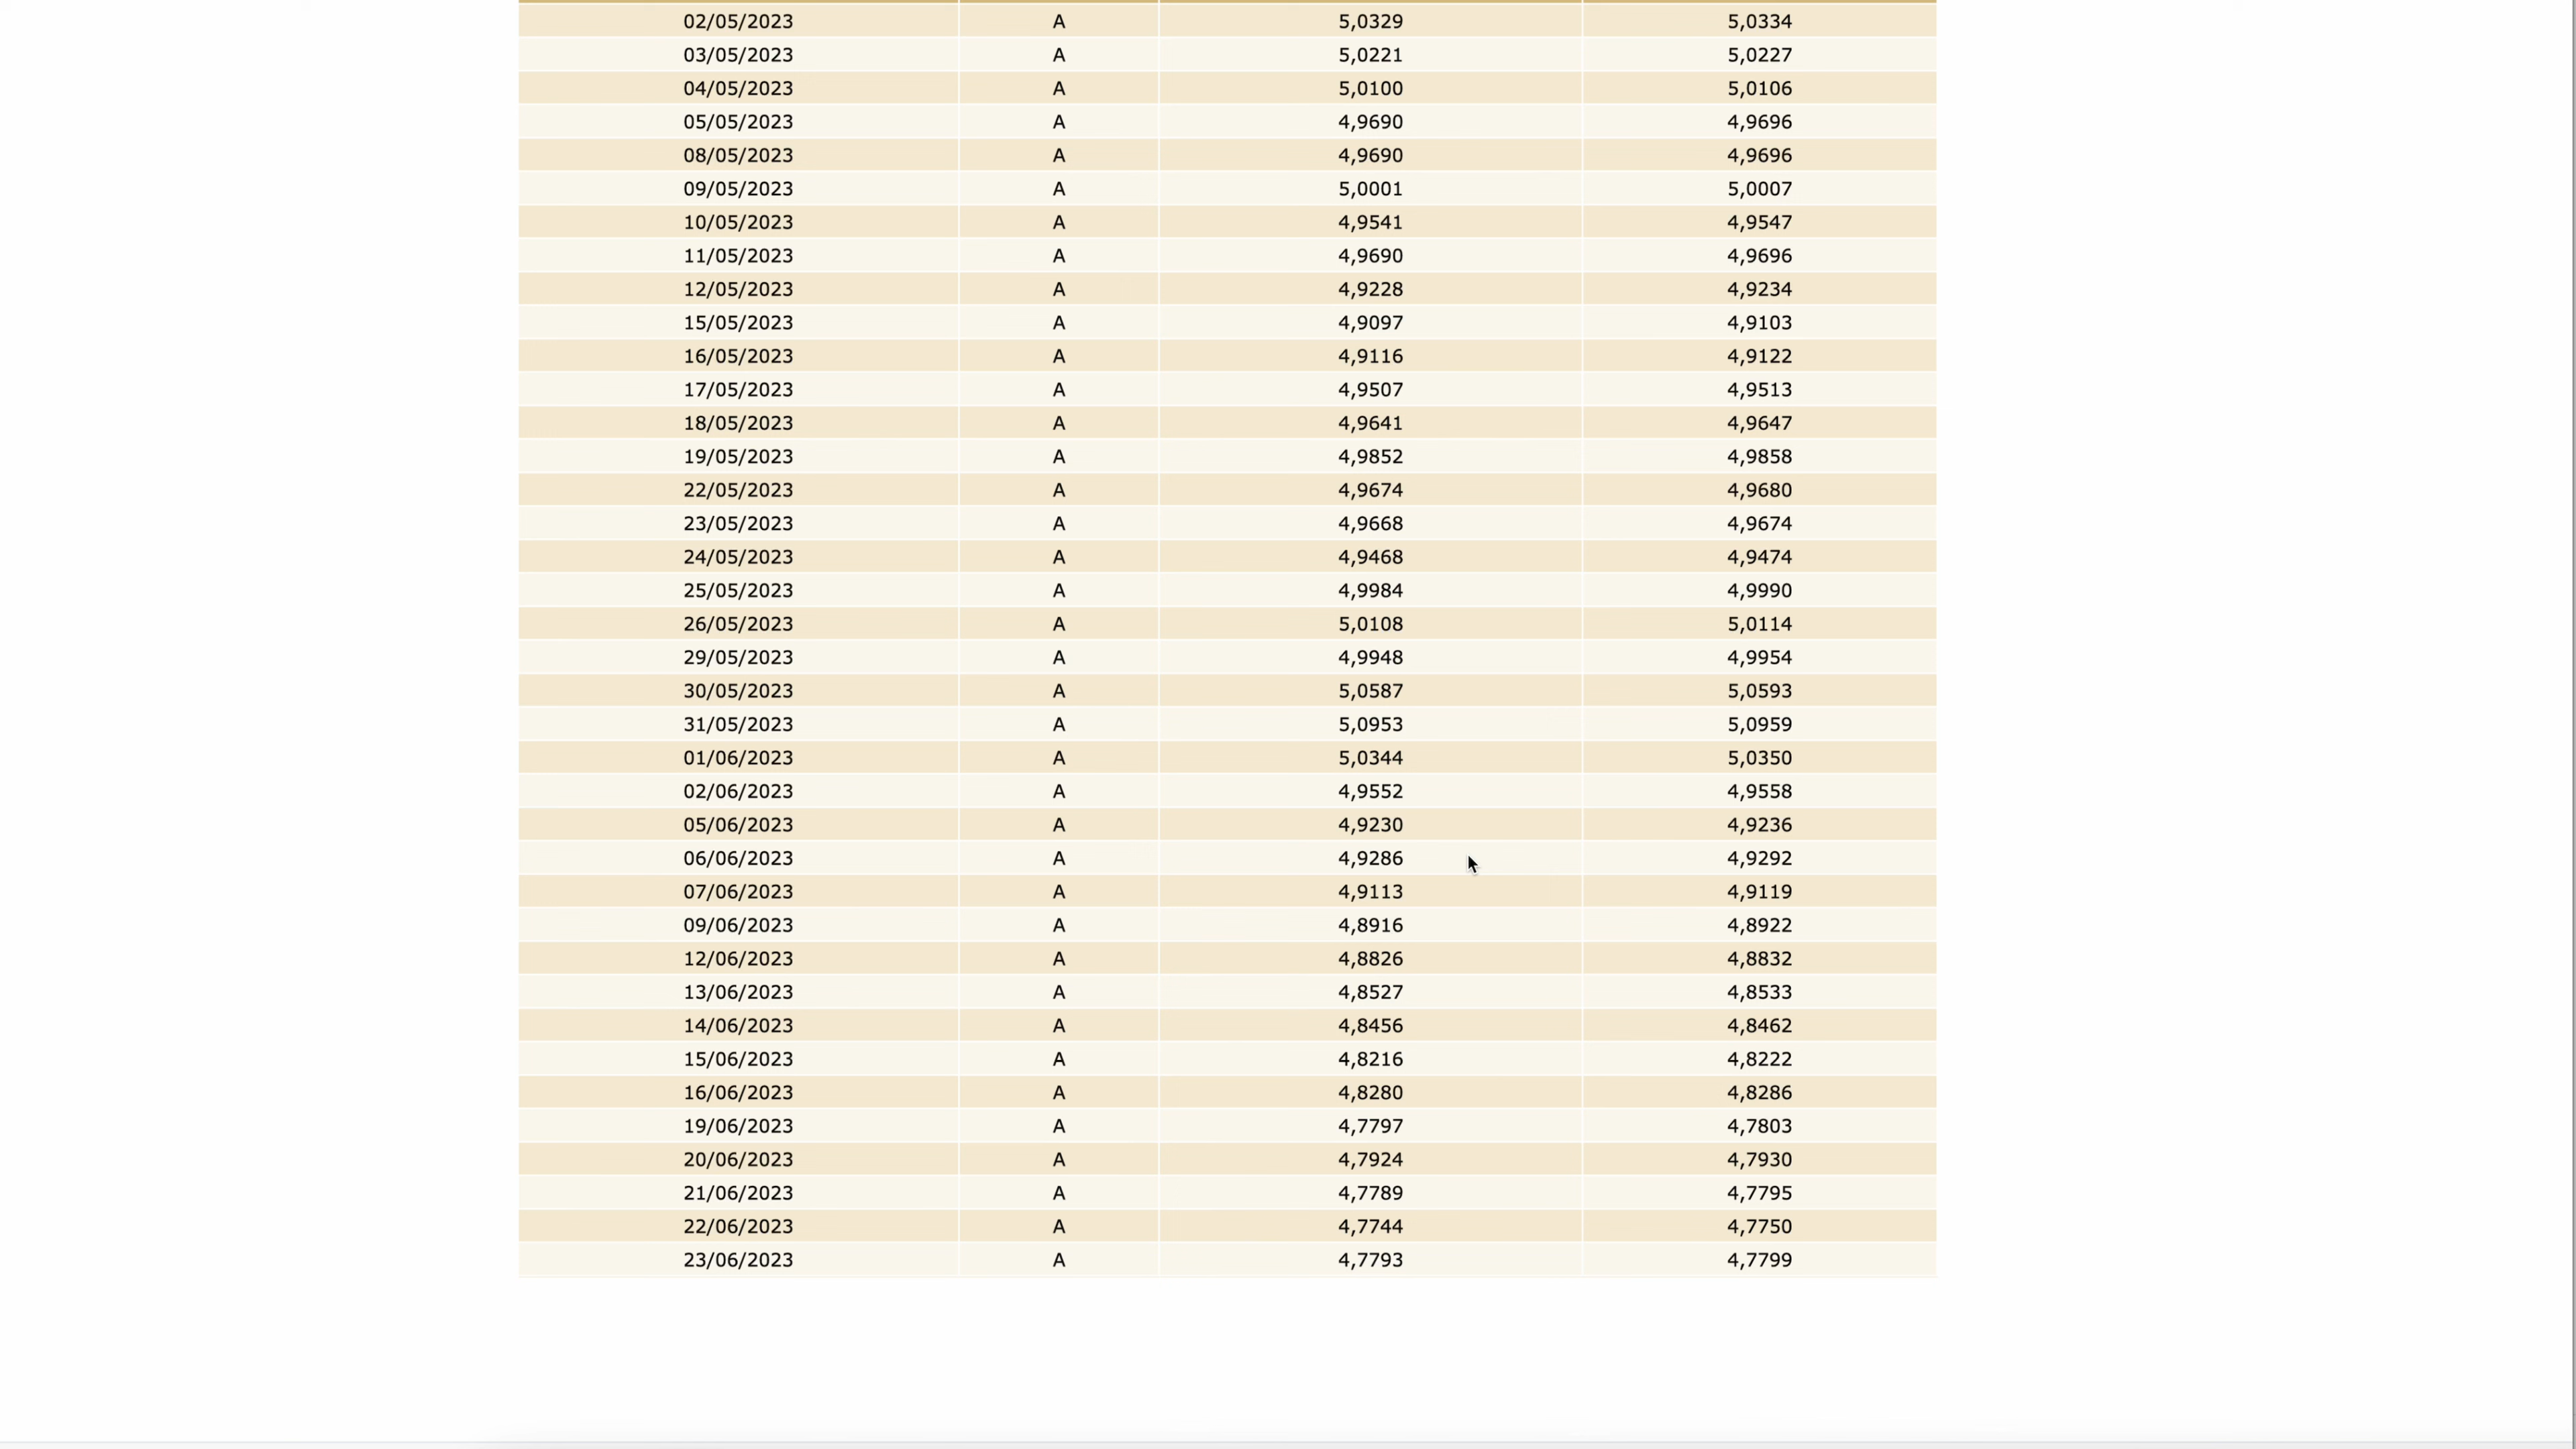 02/05/2023 A 5,0329 5,0334
03/05/2023 A 5,0221 5,0227
04/05/2023 A 5,0100 5,0106
05/05/2023 A 4,9690 4,9696
08/05/2023 A 4,9690 4,9696
09/05/2023 A 5,0001 5,0007
10/05/2023 A 4,9541 4,9547
11/05/2023 A 4,9690 4,9696
12/05/2023 A 4,9228 4,9234
15/05/2023 A 4,9097 4,9103
16/05/2023 A 4,9116 4,9122
17/05/2023 A 4,9507 4,9513
18/05/2023 A 4,9641 4,9647
19/05/2023 A 4,9852 4,9858
22/05/2023 A 4,9674 4,9680
23/05/2023 A 4,9668 4,9674
24/05/2023 A 4,9468 4,9474
25/05/2023 A 4,9984 4,9990
26/05/2023 A 5,0108 5,0114
29/05/2023 A 4,9948 4,9954
30/05/2023 A 5,0587 5,0593
31/05/2023 A 5,0953 5,0959
01/06/2023 A 5,0344 5,0350
02/06/2023 A 4,9552 4,9558
05/06/2023 A 4,9230 4,9236
06/06/2023 A 4,9286 4,9292
07/06/2023 A 4,9113 4,9119
09/06/2023 A 4,8916 4,8922
12/06/2023 A 4,8826 4,8832
13/06/2023 A 4,8527 4,8533
14/06/2023 A 4,8456 4,8462
15/06/2023 A 4,8216 4,8222
16/06/2023 A 4,8280 4,8286
19/06/2023 A 4,7797 4,7803
20/06/2023 A 4,7924 4,7930
21/06/2023 A 4,7789 4,7795
22/06/2023 A 4,7744 4,7750
23/06/2023 A 4,7793 4,7799